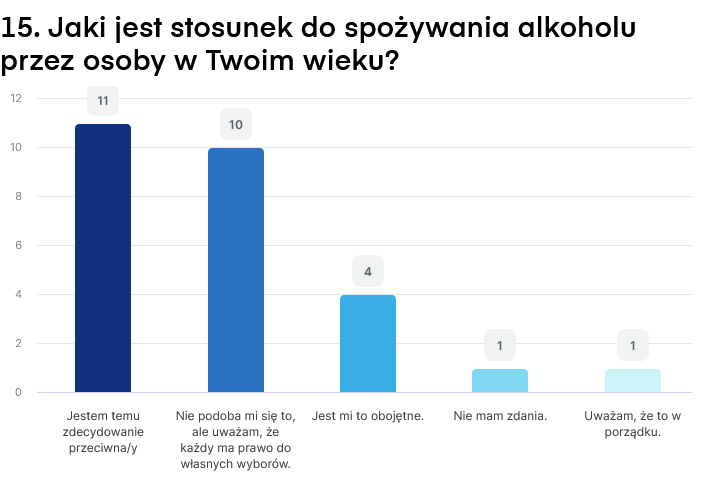 15. Jaki jest stosunek do spożywania alkoholu
przez osoby w Twoim wieku?
12
10
8
6
4
2
0
11
10
4
1
1
Jestem temu
zdecydowanie
przeciwna/y
Nie podoba mi się to,
ale uważam, że
każdy ma prawo do
własnych wyborów.
Jest mi to obojętne.
Nie mam zdania.
Uważam, że to w
porządku.